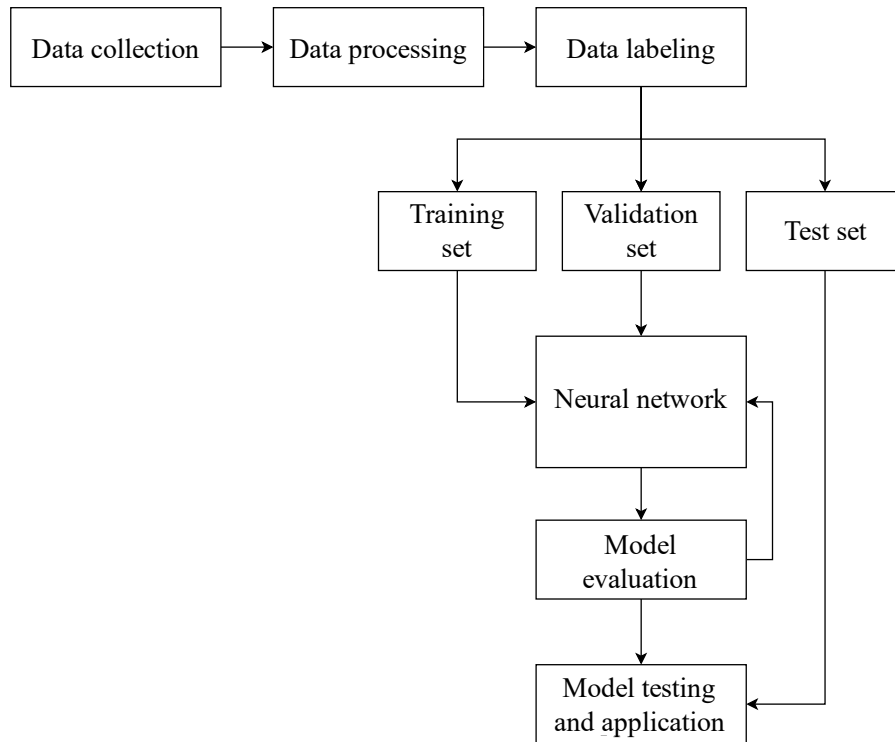 Data collection
Data processing
Data labeling
Training
set
Validation
set
Test set
Neural network
Model
evaluation
Model testing
and application